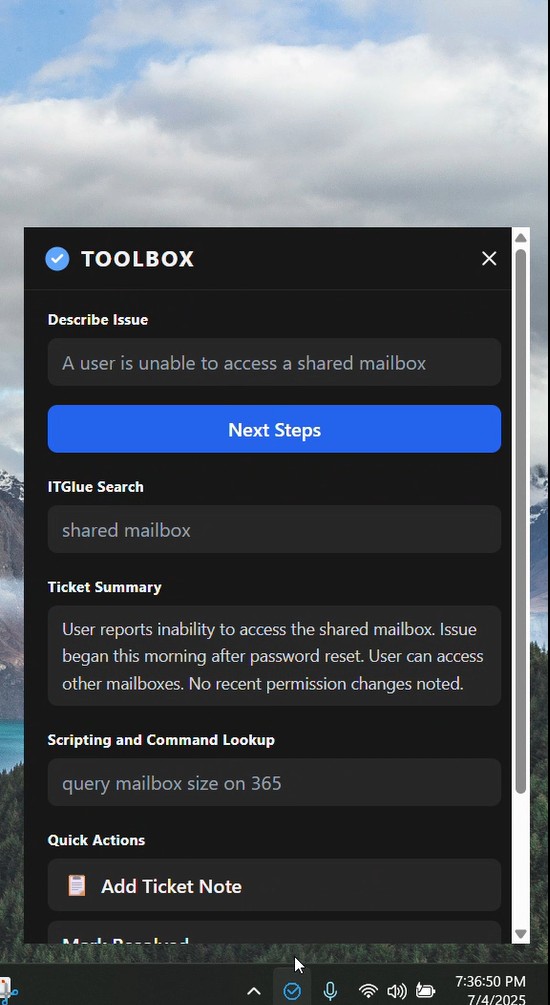 TOOLBOX
Describe Issue
A user is unable to access a shared mailbox
Next Steps
ITGlue Search
shared mailbox
Ticket Summary
User reports inability to access the shared mailbox. Issue
began this morning after password reset. User can access
other mailboxes. No recent permission changes noted.
Scripting and Command Lookup
query mailbox size on 365
Quick Actions
Add Ticket Note
Mark Resolved
7:36:50 PM
7/4/2025